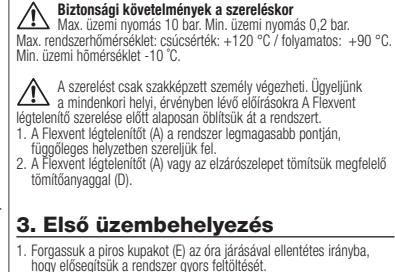 Biztonsági követelmények a szereléskor
Max. üzemi nyomás 10 bar. Min. üzemi nyomás 0,2 bar.
Max. rendszerhőmérséklet: csúcsérték: +120 °C / folyamatos: +90 °C.
Min. üzemi hőmérséklet -10 °C.
A szerelést csak szakképzett személy végezheti. Ügyeljünk
a mindenkori helyi, érvényben lévő előírásokra A Flexvent
légtelenítő szerelése előtt alaposan öblítsük át a rendszert.
1. A Flexvent légtelenítőt (A) a rendszer legmagasabb pontján,
függőleges helyzetben szereljük fel.
2. A Flexvent légtelenítőt (A) vagy az elzárószelepet tömítsük megfelelő
tömítőanyaggal (D).
3. Első üzembehelyezés
1. Forgassuk a piros kupakot (E) az óra járásával ellentétes irányba,
hogy elősegítsük a rendszer gyors feltöltését.